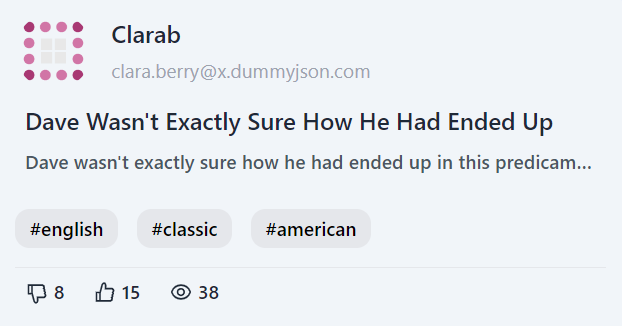 Clarab
clara.berry@x.dummyjson.com
Dave Wasn't Exactly Sure How He Had Ended Up
Dave wasn't exactly sure how he had ended up in this predicam...
#english #classic #american
8 15 38